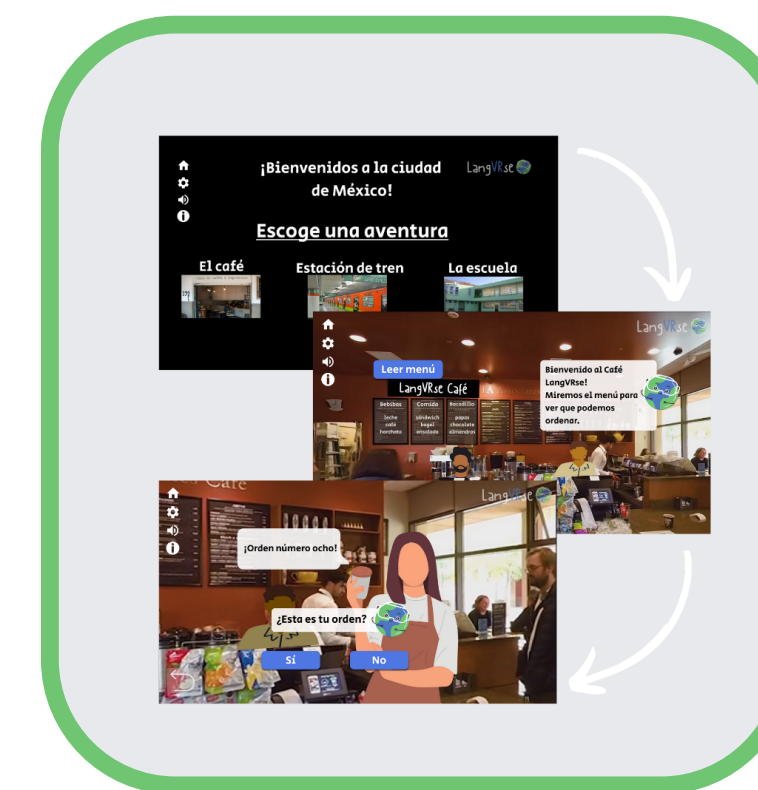 ¡Bienvenidos a la ciudad
de México!
LangVRse
Escoge una aventura
El café
Estación de tren
La escuela
LangVRse
Leer menú
LangVRse Café
Bebidas
leche
café
horchata
Comida
sándwich
bagel
ensalada
Bocadillo
papas
chocolate
almendras
Bienvenido al Café
LangVRse!
Miremos el menú para
ver que podemos
ordenar.
Café
LangVRse
¡Orden número ocho!
¿Esta es tu orden?
Sí
No